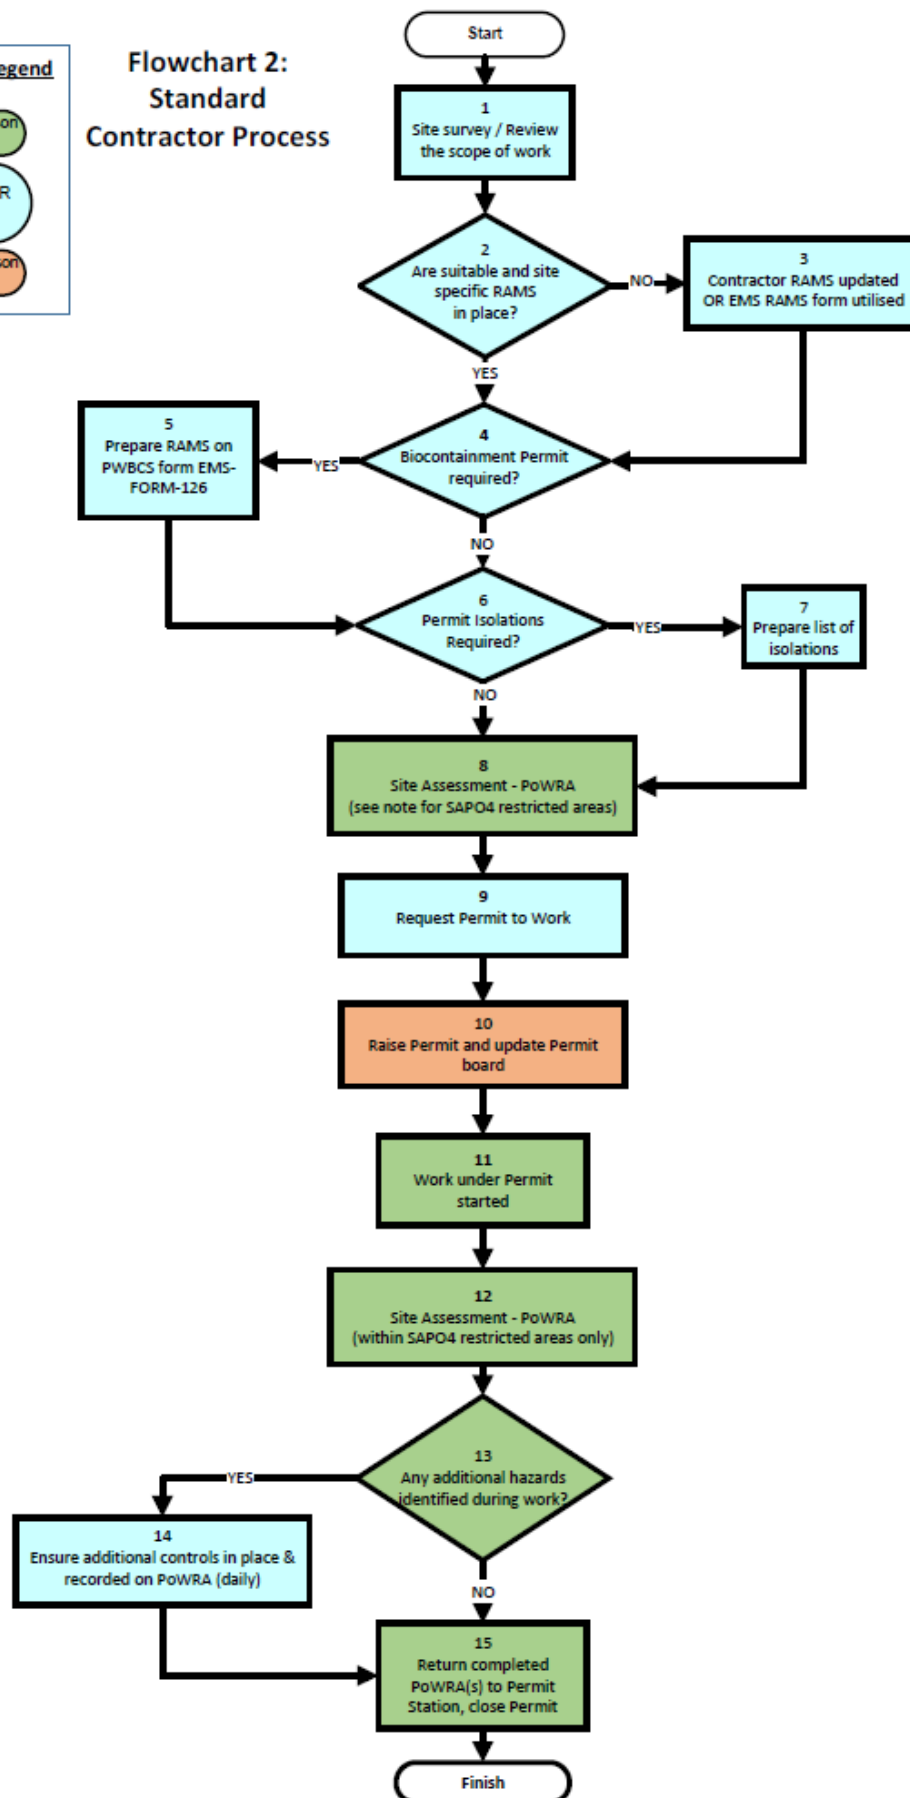 Start
egend
Flowchart 2:
Standard
Contractor Process
on
R
on
1
Site survey / Review
the scope of work
2
Are suitable and site
specific RAMS
in place?
NO
3
Contractor RAMS updated
OR EMS RAMS form utilised
YES
4
Biocontainment Permit
required?
YES
5
Prepare RAMS on
PWBCS form EMS-
FORM-126
NO
6
Permit Isolations
Required?
YES
7
Prepare list of
isolations
NO
8
Site Assessment - PoWRA
(see note for SAPO4 restricted areas)
9
Request Permit to Work
10
Raise Permit and update Permit
board
11
Work under Permit
started
12
Site Assessment - PoWRA
(within SAPO4 restricted areas only)
13
Any additional hazards
identified during work?
YES
14
Ensure additional controls in place &
recorded on PoWRA (daily)
NO
15
Return completed
PoWRA(s) to Permit
Station, close Permit
Finish